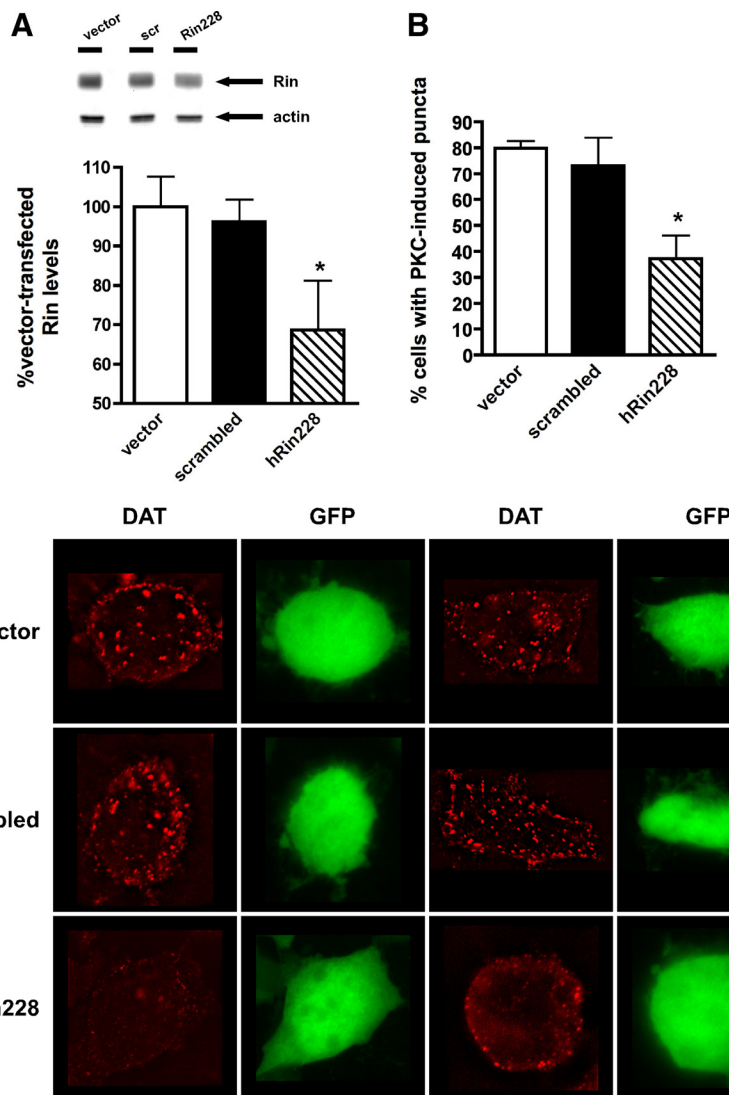 A
vector scr Rin228
Rin
actin
%vector-transfected
Rin levels
110
100
90
80
70
60
50
vector
scrambled
hRin228
*
B
% cells with PKC-induced puncta
90
80
70
60
50
40
30
20
10
0
vector
scrambled
hRin228
*
DAT GFP DAT GFP
ctor
bled
228